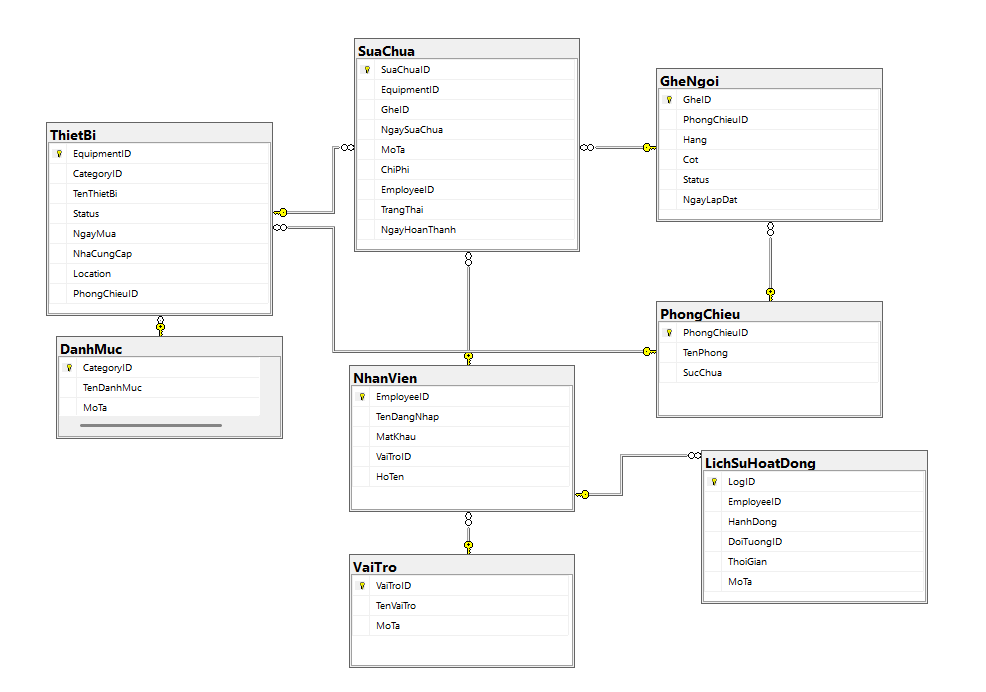 SuaChua
SuaChuaID
EquipmentID
GheID
NgaySuaChua
MoTa
ChiPhi
EmployeeID
TrangThai
NgayHoanThanh
GheNgoi
GheID
PhongChieuID
Hang
Cot
Status
NgayLapDat
ThietBi
EquipmentID
CategoryID
TenThietBi
Status
NgayMua
NhaCungCap
Location
PhongChieuID
PhongChieu
PhongChieuID
TenPhong
SucChua
DanhMuc
CategoryID
TenDanhMuc
MoTa
NhanVien
EmployeeID
TenDangNhap
MatKhau
VaiTroID
HoTen
LichSuHoatDong
LogID
EmployeeID
HanhDong
DoiTuongID
ThoiGian
MoTa
VaiTro
VaiTroID
TenVaiTro
MoTa